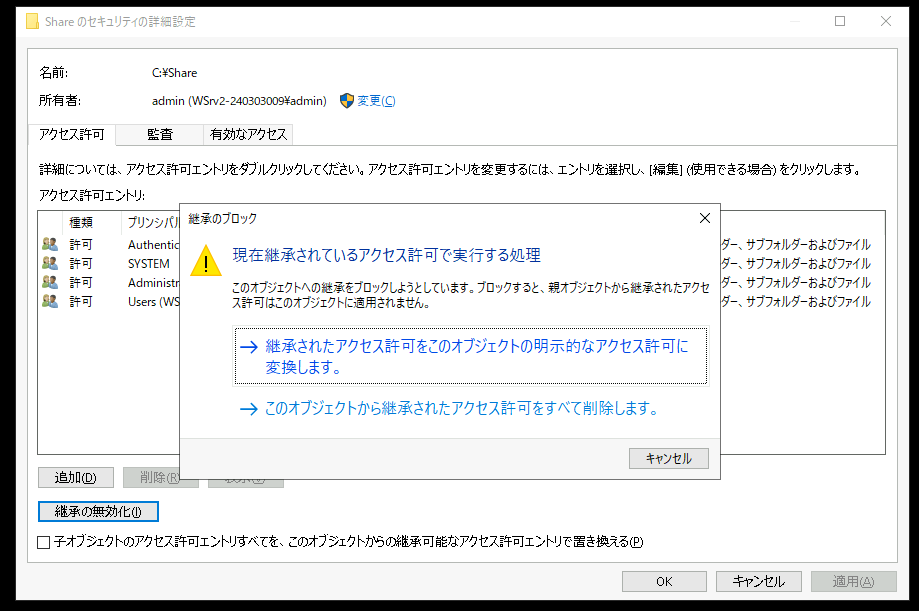 Share のセキュリティの詳細設定
名前: C:¥Share
所有者: admin (WSrv2-240303009¥admin) 変更(C)
アクセス許可 監査 有効なアクセス
詳細については、アクセス許可エントリをダブルクリックしてください。アクセス許可エントリを変更するには、エントリを選択し、[編集] (使用できる場合) をクリックします。
アクセス許可エントリ:
種類 プリンシパル
許可 Authentic ダー、サブフォルダーおよびファイル
許可 SYSTEM ダー、サブフォルダーおよびファイル
許可 Administr ダー、サブフォルダーおよびファイル
許可 Users (WS ダー、サブフォルダーおよびファイル
継承のブロック
現在継承されているアクセス許可で実行する処理
このオブジェクトへの継承をブロックしようとしています。ブロックすると、親オブジェクトから継承されたアクセ
ス許可はこのオブジェクトに適用されません。
→ 継承されたアクセス許可をこのオブジェクトの明示的なアクセス許可に
変換します。
→ このオブジェクトから継承されたアクセス許可をすべて削除します。
キャンセル
追加(D) 削除(R)
継承の無効化(I)
子オブジェクトのアクセス許可エントリすべてを、このオブジェクトからの継承可能なアクセス許可エントリで置き換える(P)
OK キャンセル 適用(A)